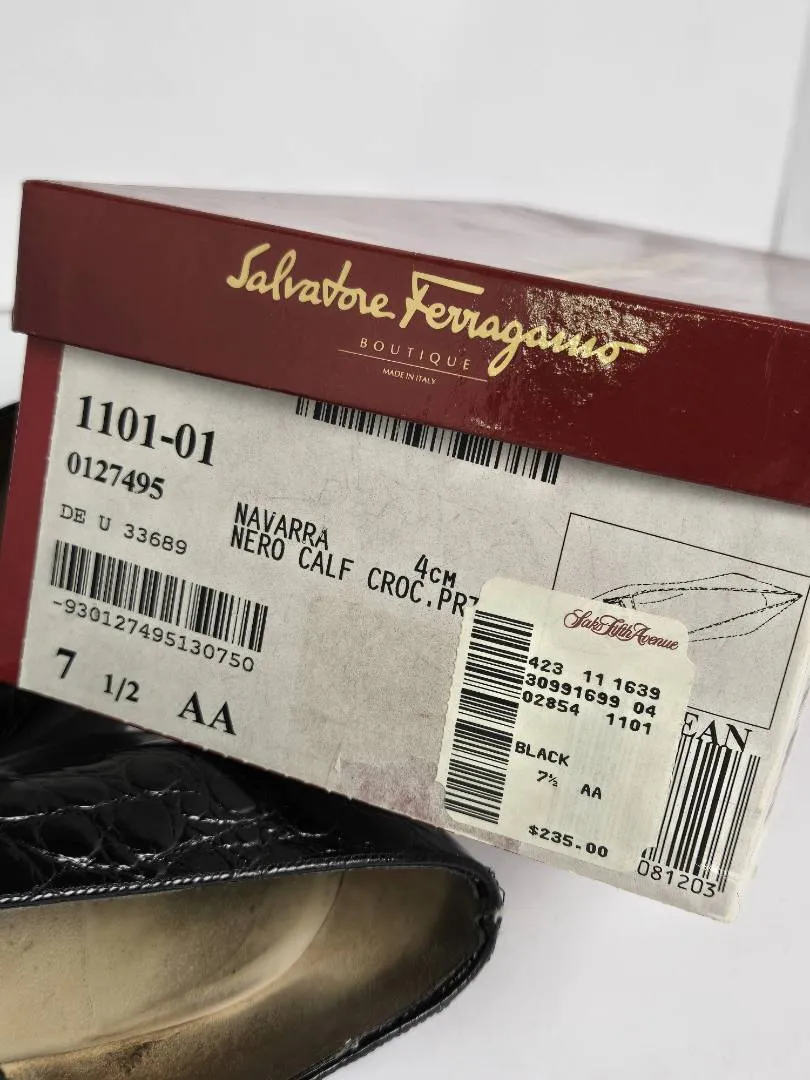 Salvatore Ferragamo
BOUTIQUE
MADE IN ITALY
1101-01
0127495
DE U 33689
NAVARRA 4CM
NERO CALF CROC.PRT
-930127495130750
7 1/2 AA
Saks Fifth Avenue
423 11 1639
30991699 04
02854 1101
BLACK
7½ AA
$235.00
EAN
081203